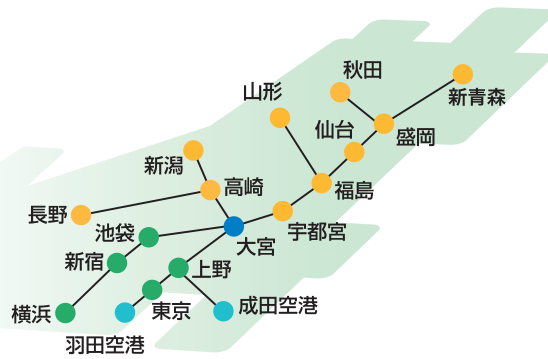 秋田
山形
新青森
仙台
盛岡
新潟
高崎
福島
長野
池袋
宇都宮
大宮
新宿
上野
横浜
東京
成田空港
羽田空港